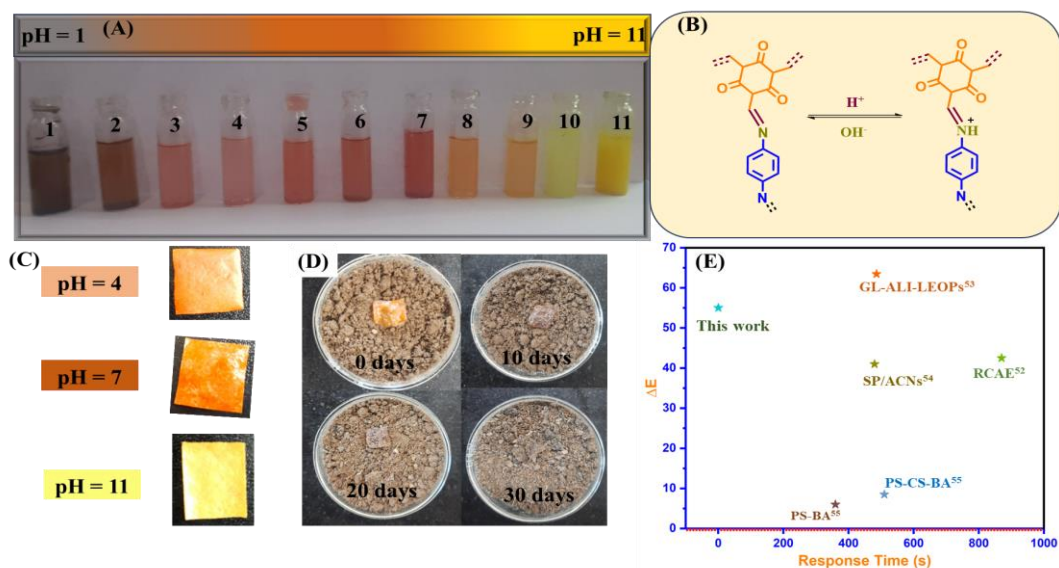 (A)
pH = 1
pH = 11
1 2 3 4 5 6 7 8 9 10 11
(B)
O
O
O
O
H⁺
OH⁻
N
N
O
O
O
O
+
NH
N
(C)
pH = 4
pH = 7
pH = 11
(D)
0 days
10 days
20 days
30 days
(E)
70
60
50
40
30
20
10
0
ΔE
GL-ALI-LEOPs⁵³
This work
SP/ACNs⁵⁴
RCAE⁵²
PS-CS-BA⁵⁵
PS-BA⁵⁵
0 200 400 600 800 1000
Response Time (s)